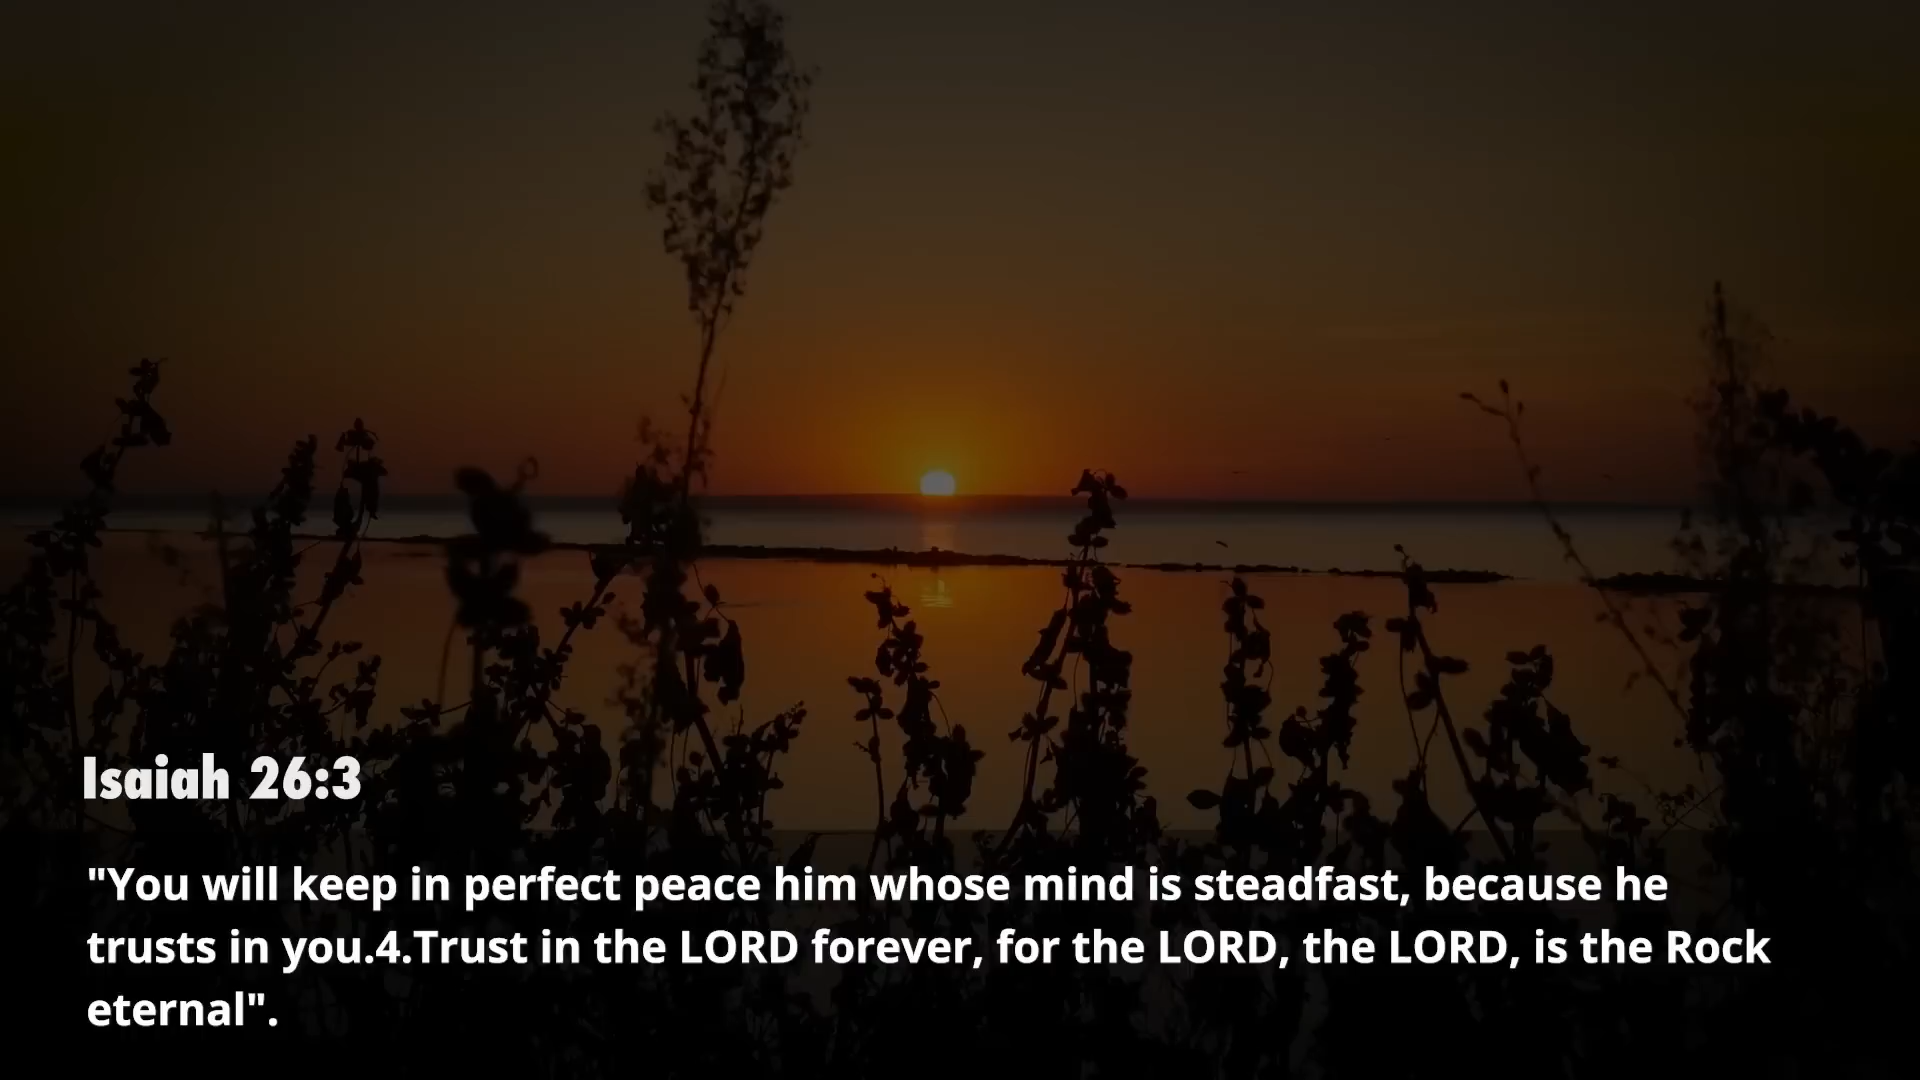 Isaiah 26:3
"You will keep in perfect peace him whose mind is steadfast, because he
trusts in you.4.Trust in the LORD forever, for the LORD, the LORD, is the Rock
eternal".